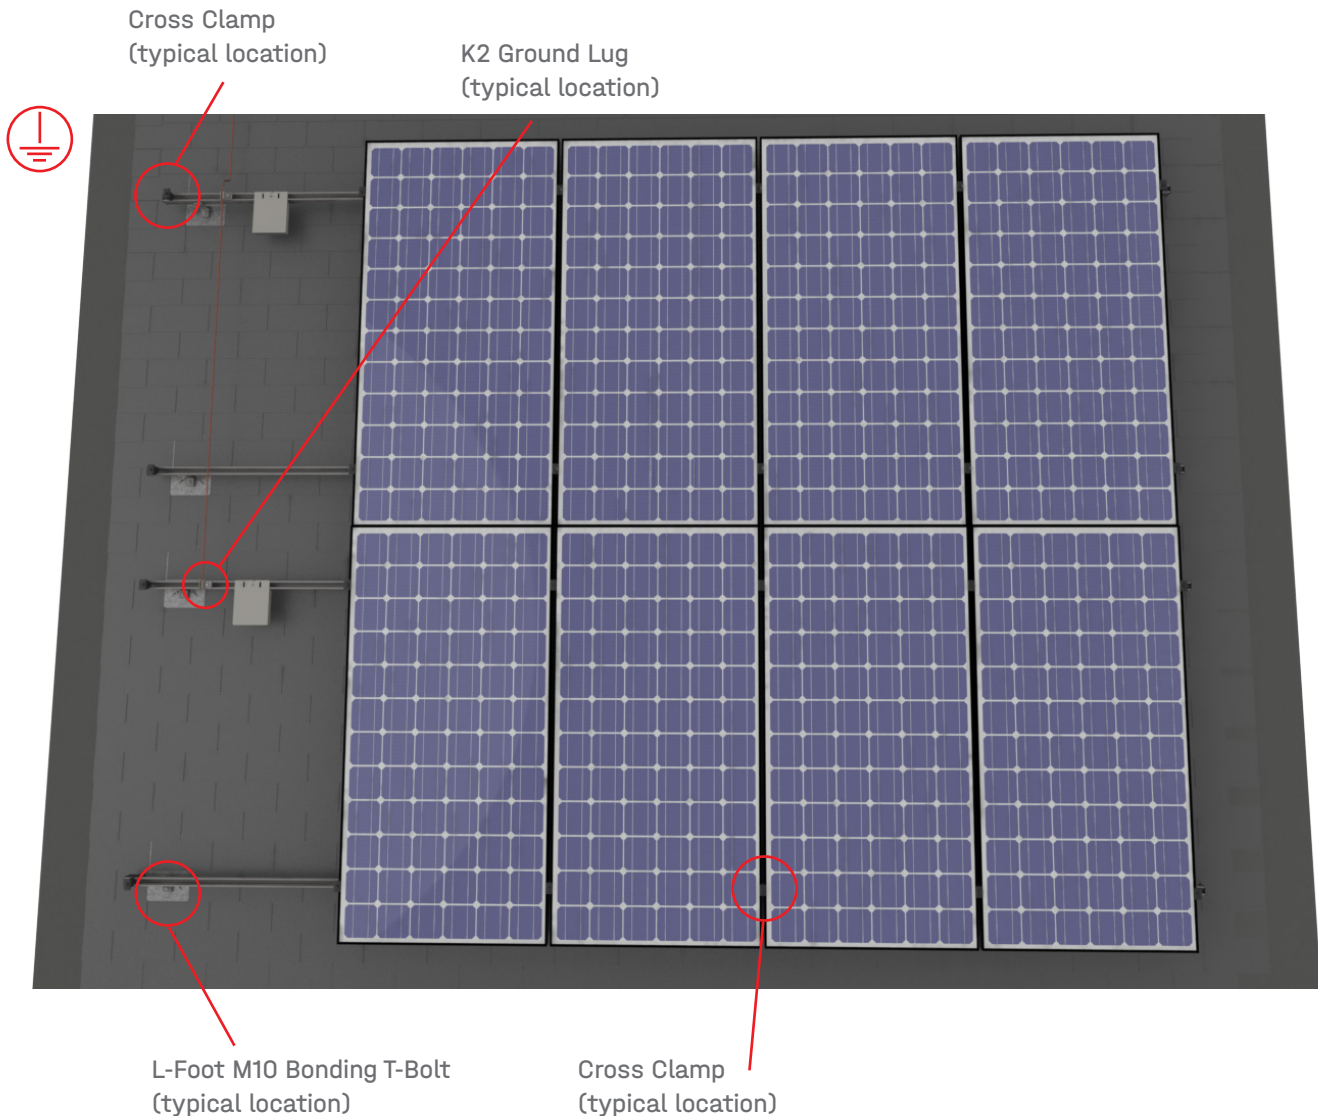 Cross Clamp
(typical location)
K2 Ground Lug
(typical location)
L-Foot M10 Bonding T-Bolt
(typical location)
Cross Clamp
(typical location)